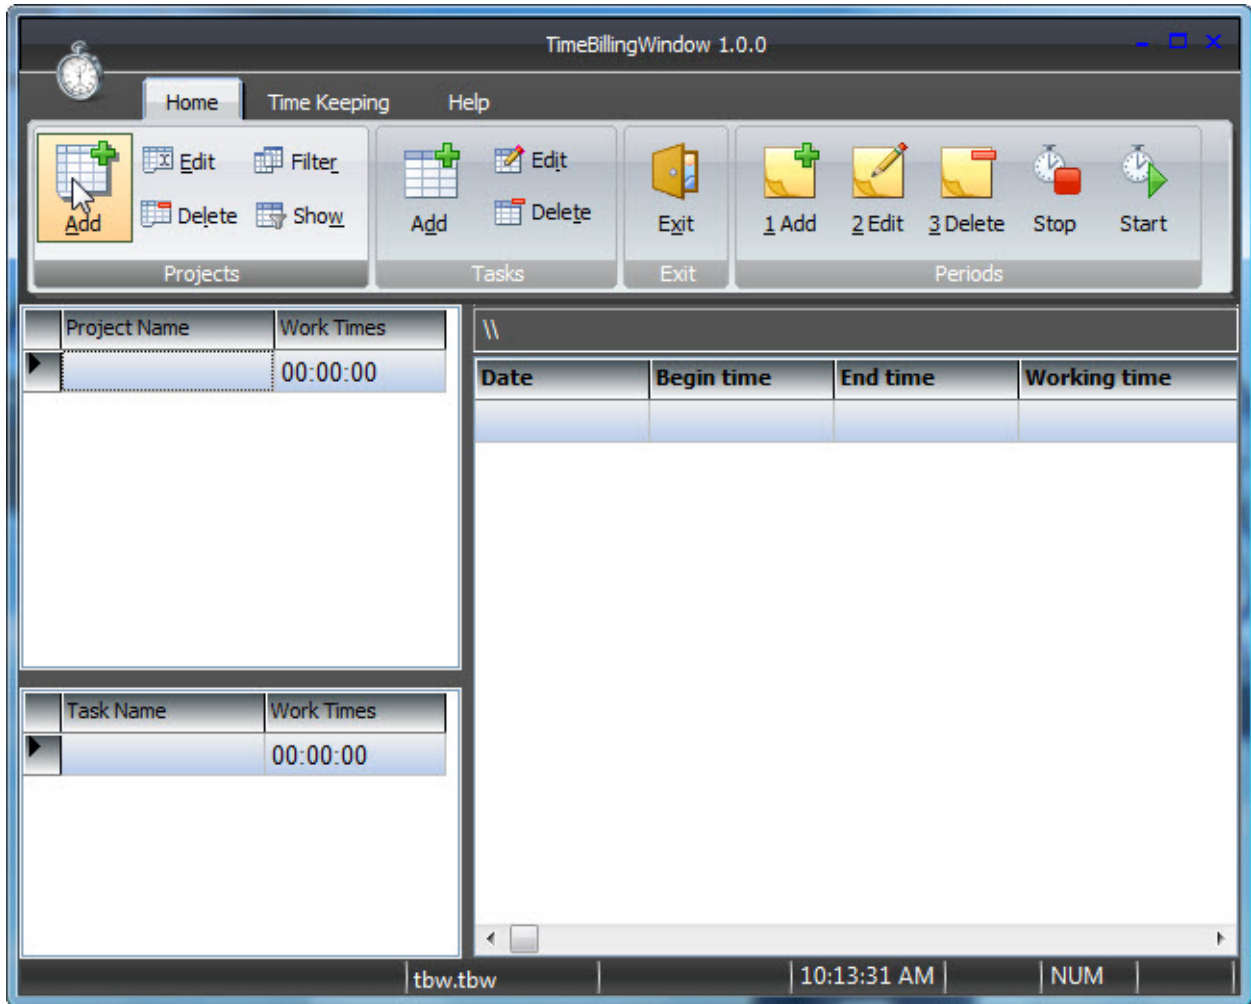 TimeBillingWindow 1.0.0
Home Time Keeping Help
Edit Filter Edit
Add Delete Show Add Delete Exit 1 Add 2 Edit 3 Delete Stop Start
Projects Tasks Exit Periods
Project Name Work Times
00:00:00
\\
Date Begin time End time Working time
Task Name Work Times
00:00:00
tbw.tbw 10:13:31 AM NUM